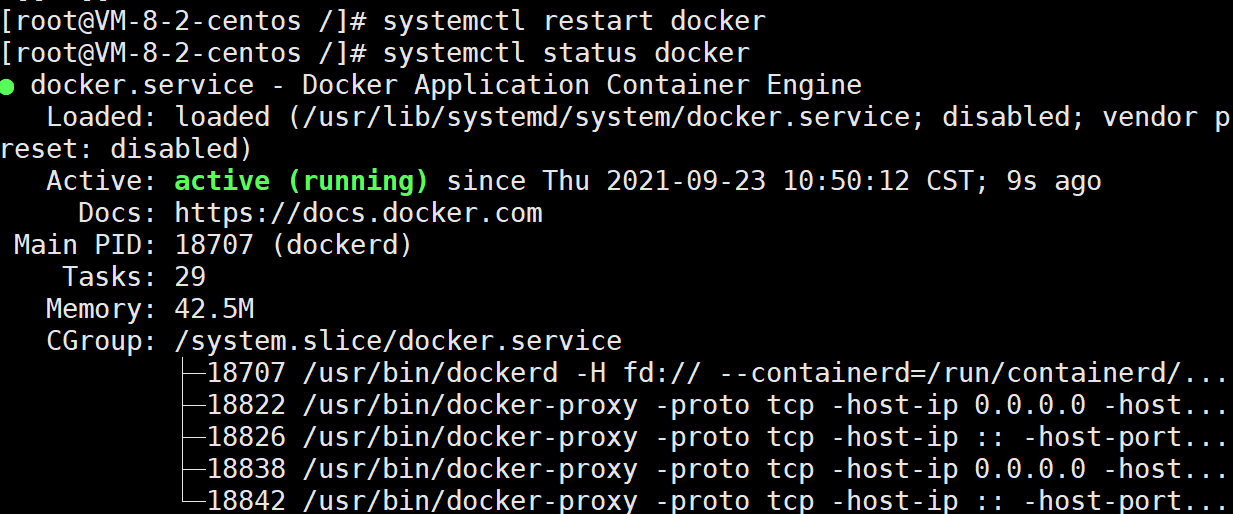 [root@VM-8-2-centos /]# systemctl restart docker
[root@VM-8-2-centos /]# systemctl status docker
● docker.service - Docker Application Container Engine
   Loaded: loaded (/usr/lib/systemd/system/docker.service; disabled; vendor p
reset: disabled)
   Active: active (running) since Thu 2021-09-23 10:50:12 CST; 9s ago
     Docs: https://docs.docker.com
 Main PID: 18707 (dockerd)
    Tasks: 29
   Memory: 42.5M
   CGroup: /system.slice/docker.service
           ├─18707 /usr/bin/dockerd -H fd:// --containerd=/run/containerd/...
           ├─18822 /usr/bin/docker-proxy -proto tcp -host-ip 0.0.0.0 -host...
           ├─18826 /usr/bin/docker-proxy -proto tcp -host-ip :: -host-port...
           ├─18838 /usr/bin/docker-proxy -proto tcp -host-ip 0.0.0.0 -host...
           └─18842 /usr/bin/docker-proxy -proto tcp -host-ip :: -host-port...